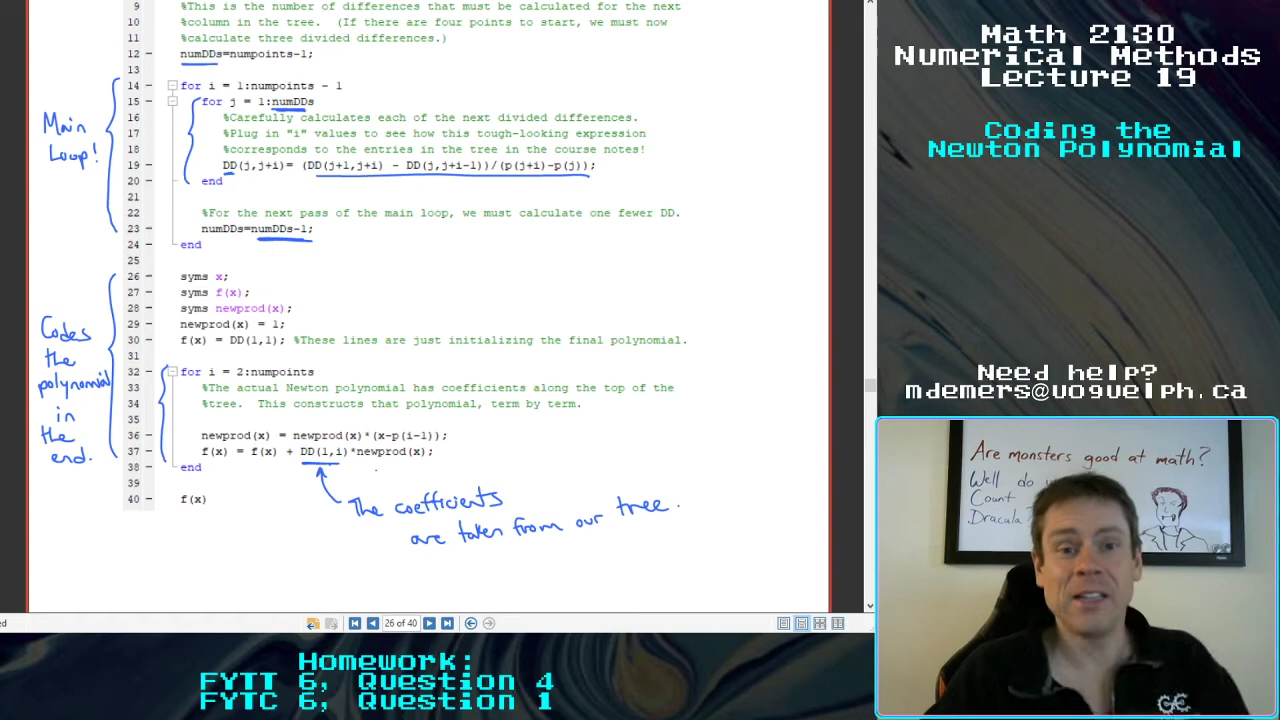 9 %This is the number of differences that must be calculated for the next
10 %column in the tree. (If there are four points to start, we must now
11 %calculate three divided differences.)
12 numDDs=numpoints-1;
13
14 for i = 1:numpoints - 1
15 for j = 1:numDDs
16 %Carefully calculates each of the next divided differences.
17 %Plug in "i" values to see how this tough-looking expression
18 %corresponds to the entries in the tree in the course notes!
19 DD(j,j+i)= (DD(j+1,j+i) - DD(j,j+i-1))/(p(j+i)-p(j));
20 end
21
22 %For the next pass of the main loop, we must calculate one fewer DD.
23 numDDs=numDDs-1;
24 end
25
26 syms x;
27 syms f(x);
28 syms newprod(x);
29 newprod(x) = 1;
30 f(x) = DD(1,1); %These lines are just initializing the final polynomial.
31
32 for i = 2:numpoints
33 %The actual Newton polynomial has coefficients along the top of the
34 %tree. This constructs that polynomial, term by term.
35
36 newprod(x) = newprod(x)*(x-p(i-1));
37 f(x) = f(x) + DD(1,i)*newprod(x);
38 end
39
40 f(x)
Main
Loop!
Codes
the
polynomial
in
the
end.
The coefficients
are taken from our tree.
26 of 40
Homework:
FYTT 6, Question 4
FYTC 6, Question 1
Math 2130
Numerical Methods
Lecture 19
Coding the
Newton Polynomial
Need help?
mdemers@uoguelph.ca
Are monsters good at math?
Well do
Count
Dracula